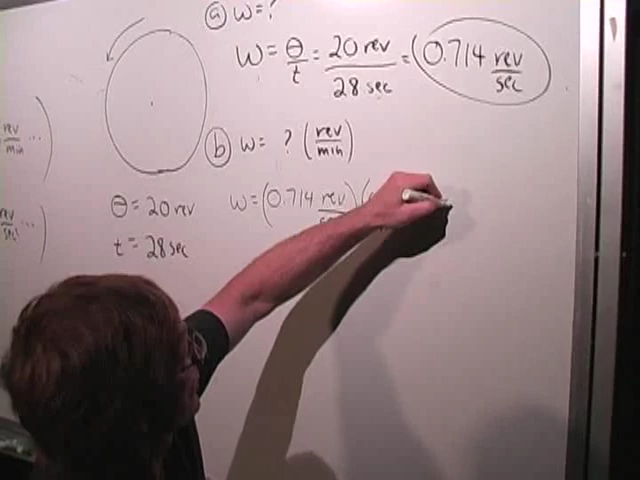 ⓐ W = ?
W = θ/t = 20 rev / 28 sec = (0.714 rev/sec
ⓑ W = ? (rev/min)
rev/min ...)
θ = 20 rev
W = (0.714 rev
rev/sec ...)
t = 28 sec